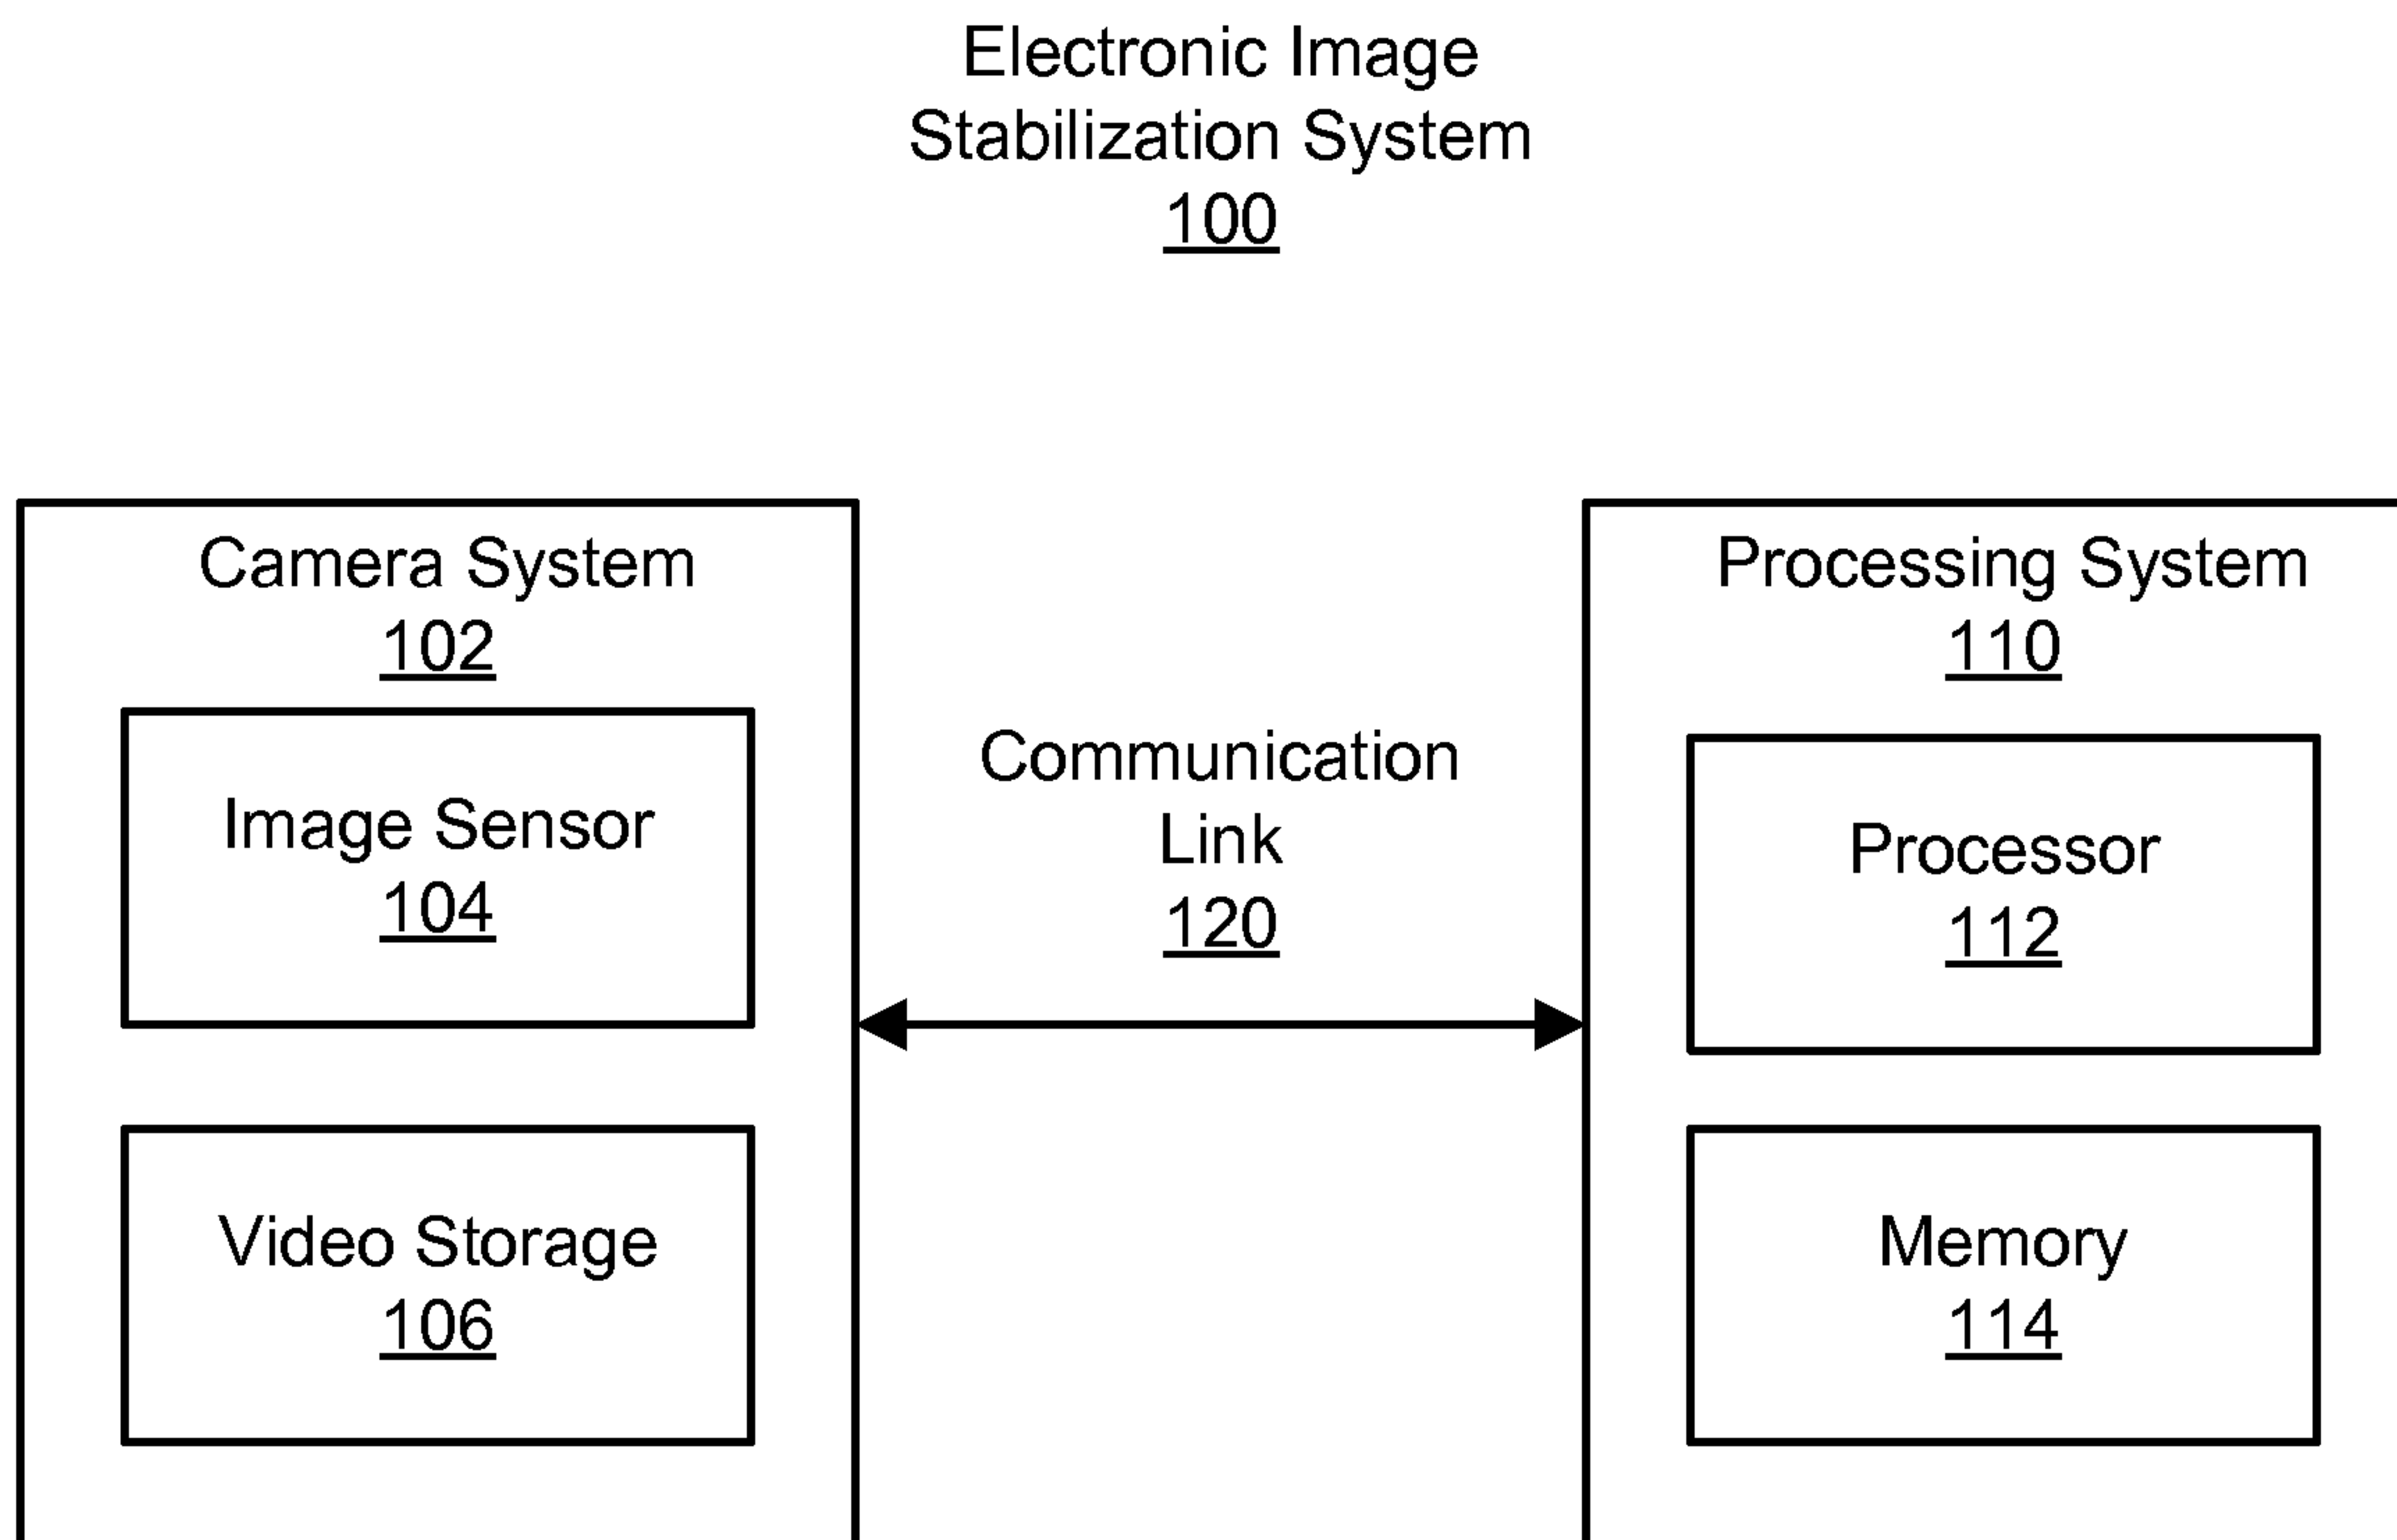 Electronic Image
Stabilization System
100
Camera System
102
Image Sensor
104
Video Storage
106
Communication
Link
120
Processing System
110
Processor
112
Memory
114